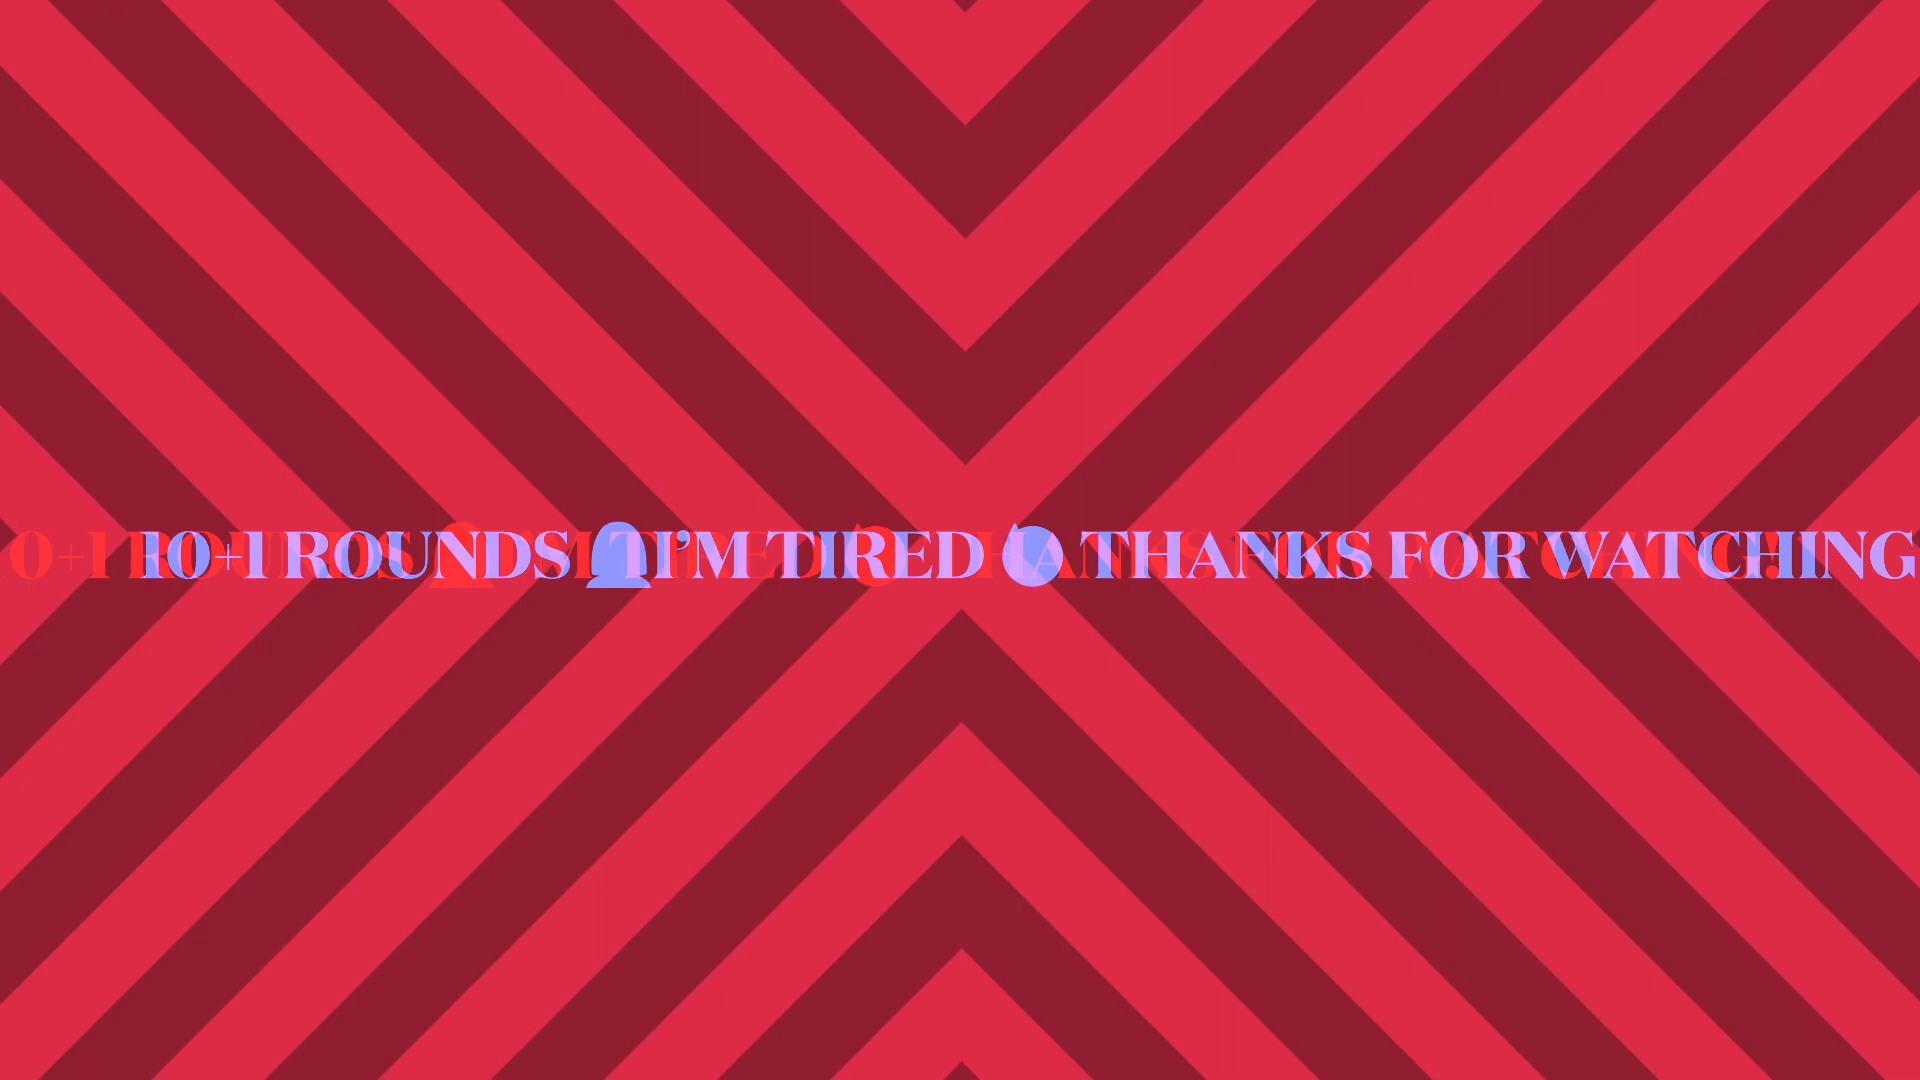 10+1 ROUNDS I’M TIRED THANKS FOR WATCHING